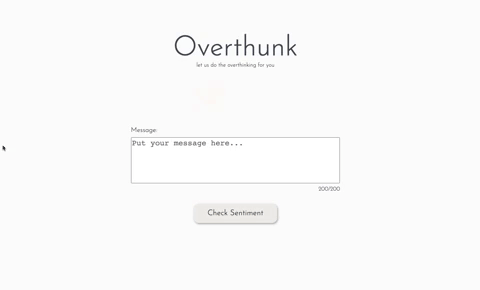 Overthunk
let us do the overthinking for you
Message:
Put your message here...
200/200
Check Sentiment